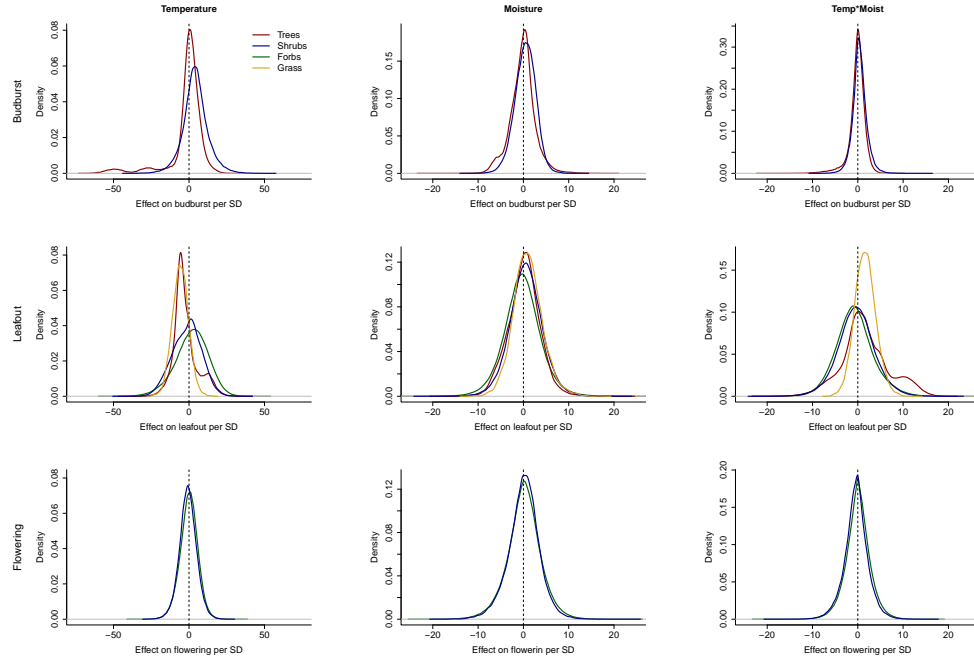 Temperature
Moisture
Temp*Moist
Budburst
Density
0.00 0.02 0.04 0.06 0.08
Trees
Shrubs
Forbs
Grass
−50 0 50
Effect on budburst per SD
Density
0.00 0.05 0.10 0.15
−20 −10 0 10 20
Effect on budburst per SD
Density
0.00 0.10 0.20 0.30
−20 −10 0 10 20
Effect on budburst per SD
Leafout
Density
0.00 0.02 0.04 0.06 0.08
−50 0 50
Effect on leafout per SD
Density
0.00 0.04 0.08 0.12
−20 −10 0 10 20
Effect on leafout per SD
Density
0.00 0.05 0.10 0.15
−20 −10 0 10 20
Effect on leafout per SD
Flowering
Density
0.00 0.02 0.04 0.06 0.08
−50 0 50
Effect on flowering per SD
Density
0.00 0.04 0.08 0.12
−20 −10 0 10 20
Effect on flowerin per SD
Density
0.00 0.05 0.10 0.15 0.20
−20 −10 0 10 20
Effect on flowering per SD